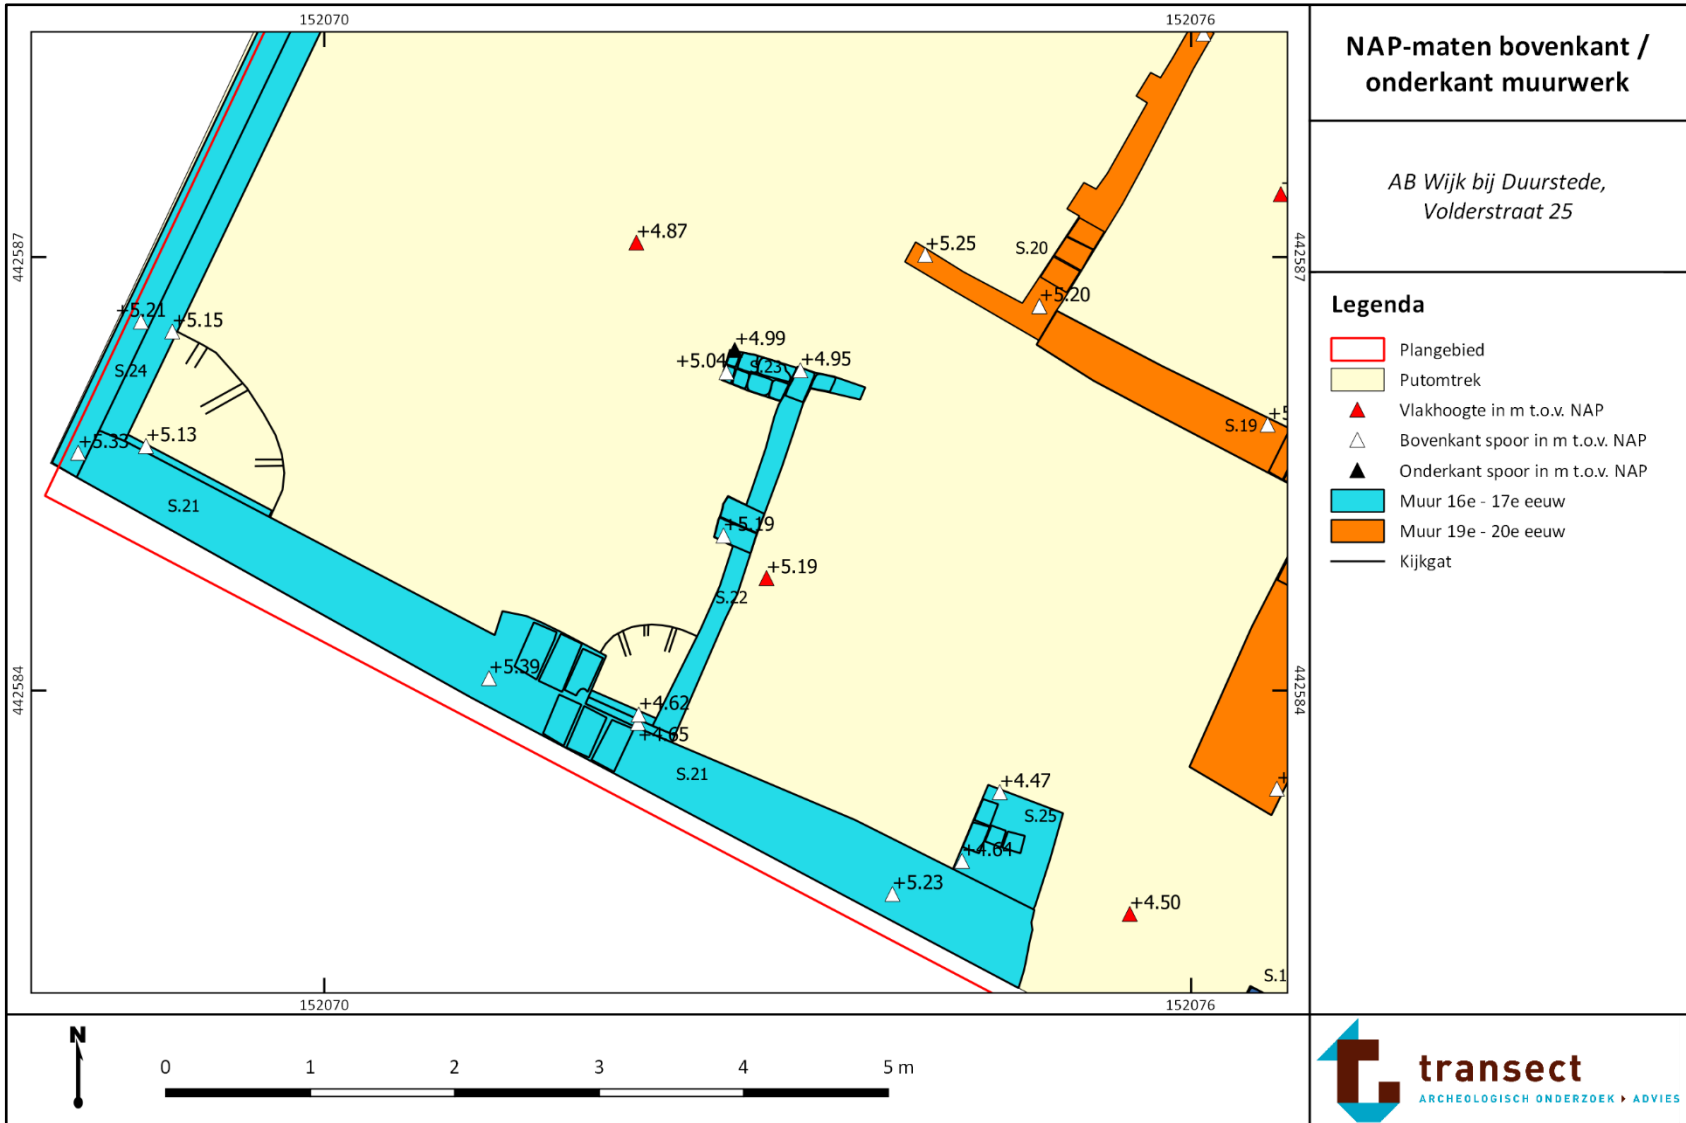 152070
152076
442587
442587
442584
442584
+4.87
+5.25
S.20
+5.20
+5.21
+5.15
S.24
+4.99
+5.04
S.23
+4.95
S.19
+5.33
+5.13
S.21
+5.19
+5.19
S.22
+5.39
+4.62
+4.65
S.21
+4.47
S.25
+4.64
+5.23
+4.50
S.1
152070
152076
N
0 1 2 3 4 5 m
NAP-maten bovenkant /
onderkant muurwerk
AB Wijk bij Duurstede,
Volderstraat 25
Legenda
Plangebied
Putomtrek
Vlakhoogte in m t.o.v. NAP
Bovenkant spoor in m t.o.v. NAP
Onderkant spoor in m t.o.v. NAP
Muur 16e - 17e eeuw
Muur 19e - 20e eeuw
Kijkgat
transect
ARCHEOLOGISCH ONDERZOEK ▸ ADVIES